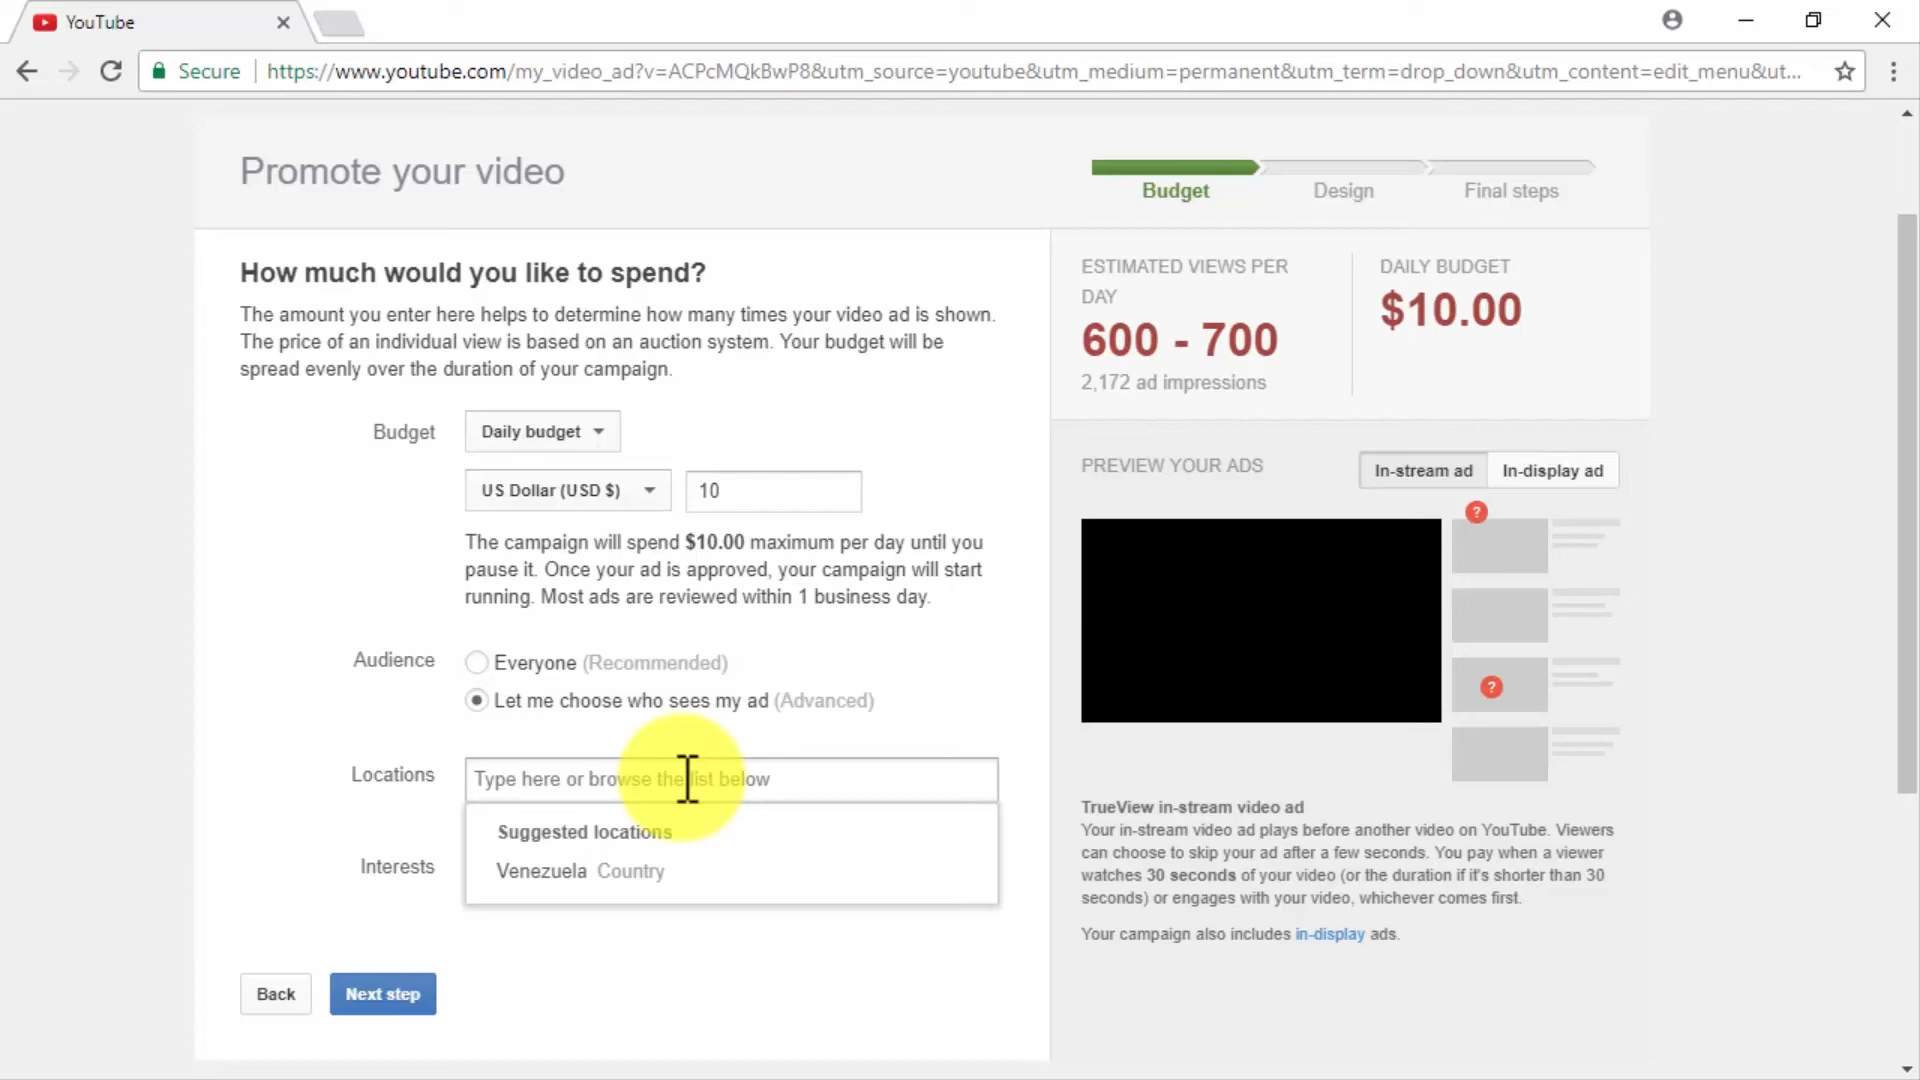 YouTube
Secure https://www.youtube.com/my_video_ad?v=ACPcMQkBwP8&utm_source=youtube&utm_medium=permanent&utm_term=drop_down&utm_content=edit_menu&ut...
Promote your video
Budget
Design
Final steps
How much would you like to spend?
The amount you enter here helps to determine how many times your video ad is shown.
The price of an individual view is based on an auction system. Your budget will be
spread evenly over the duration of your campaign.
Budget
Daily budget
US Dollar (USD $)
10
The campaign will spend $10.00 maximum per day until you
pause it. Once your ad is approved, your campaign will start
running. Most ads are reviewed within 1 business day.
Audience
Everyone (Recommended)
Let me choose who sees my ad (Advanced)
Locations
Type here or browse the list below
Suggested locations
Venezuela Country
Interests
Back
Next step
ESTIMATED VIEWS PER
DAY
600 - 700
2,172 ad impressions
DAILY BUDGET
$10.00
PREVIEW YOUR ADS
In-stream ad
In-display ad
?
?
TrueView in-stream video ad
Your in-stream video ad plays before another video on YouTube. Viewers
can choose to skip your ad after a few seconds. You pay when a viewer
watches 30 seconds of your video (or the duration if it's shorter than 30
seconds) or engages with your video, whichever comes first.
Your campaign also includes in-display ads.